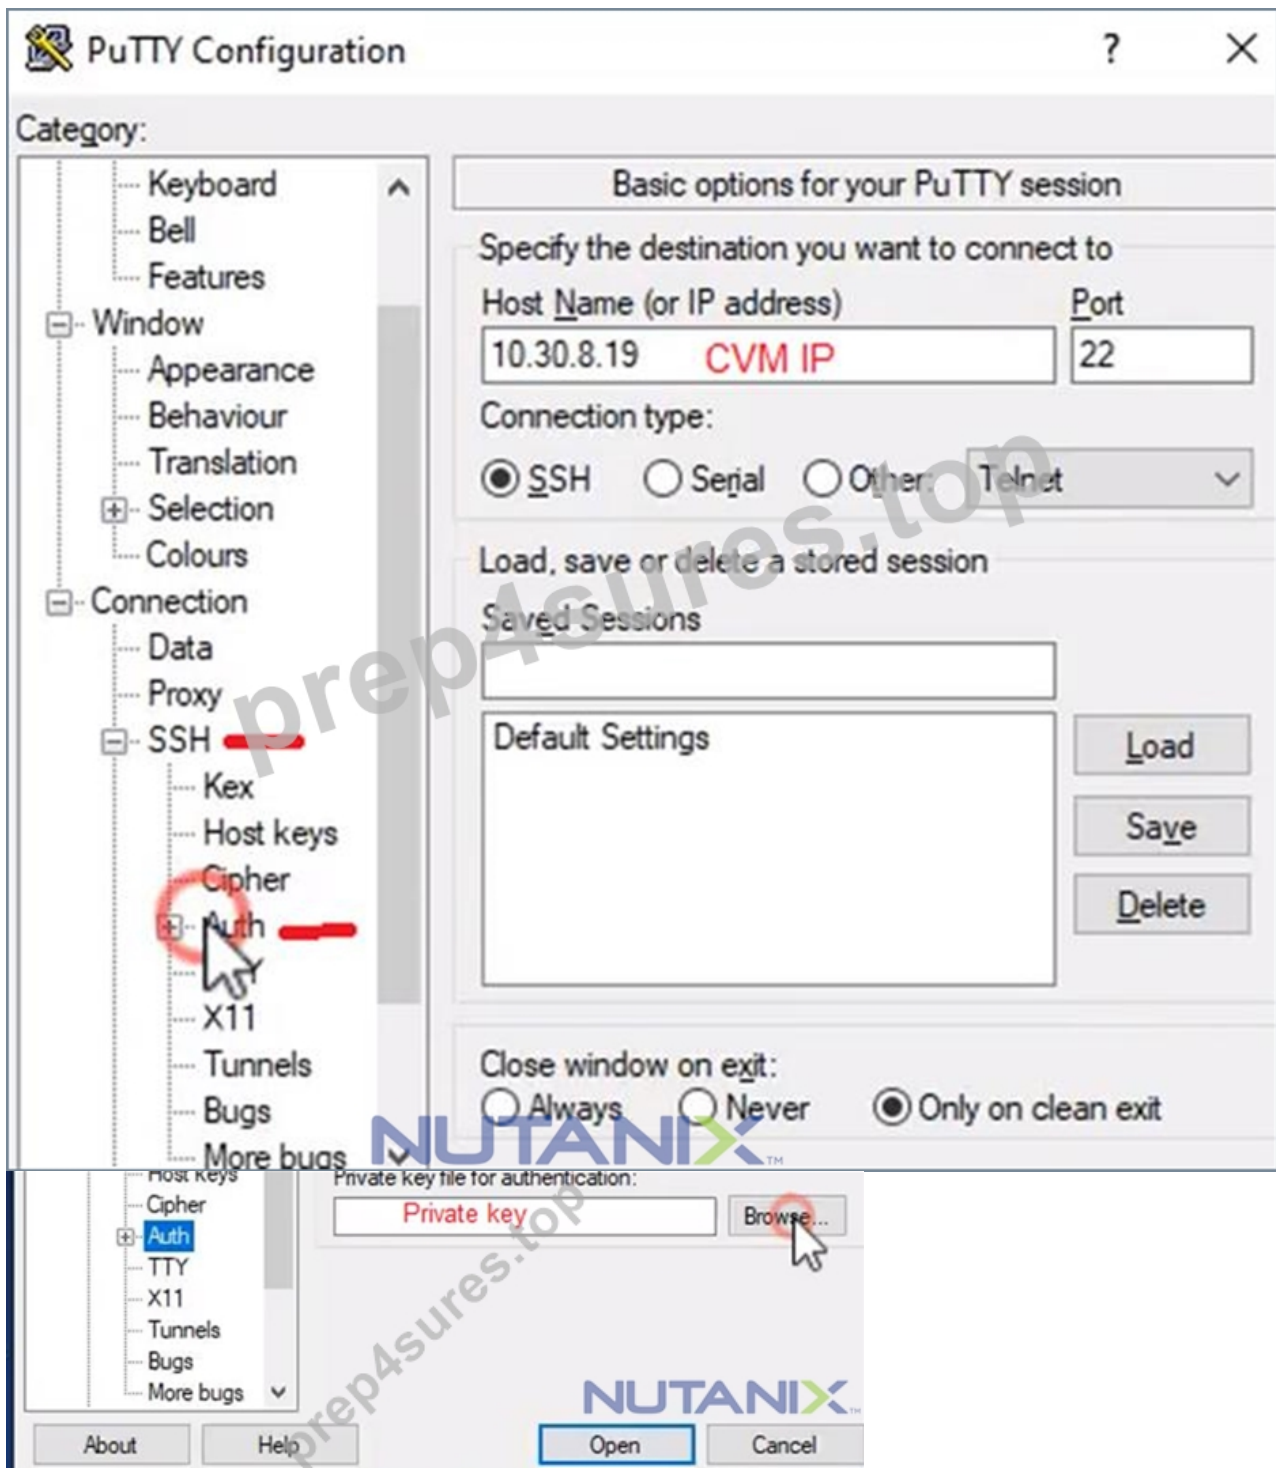 PuTTY Configuration
?
Category:
Keyboard
Bell
Features
Window
Appearance
Behaviour
Translation
Selection
Colours
Connection
Data
Proxy
SSH
Kex
Host keys
Cipher
Auth
X11
Tunnels
Bugs
More bugs
Basic options for your PuTTY session
Specify the destination you want to connect to
Host Name (or IP address)
Port
10.30.8.19
CVM IP
22
Connection type:
SSH
Serial
Other:
Telnet
Load, save or delete a stored session
Saved Sessions
Default Settings
Load
Save
Delete
Close window on exit:
Always
Never
Only on clean exit
prep4sures.top
NUTANIX
TM
Host keys
Cipher
Auth
TTY
X11
Tunnels
Bugs
More bugs
Private key file for authentication:
Private key
Browse...
prep4sures.top
NUTANIX
About
Help
Open
Cancel